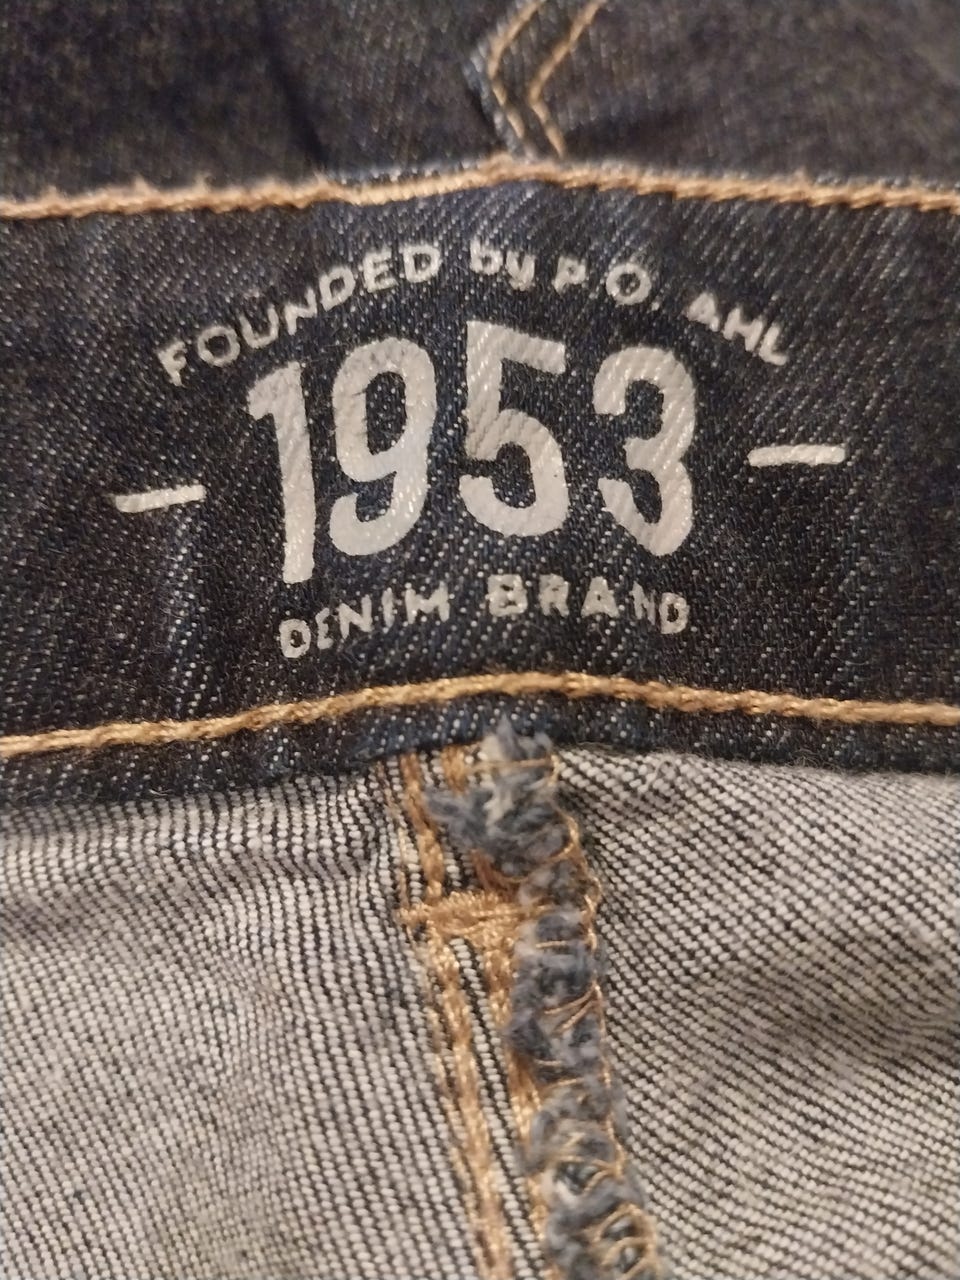 FOUNDED by P.O. AHL
- 1953 -
DENIM BRAND